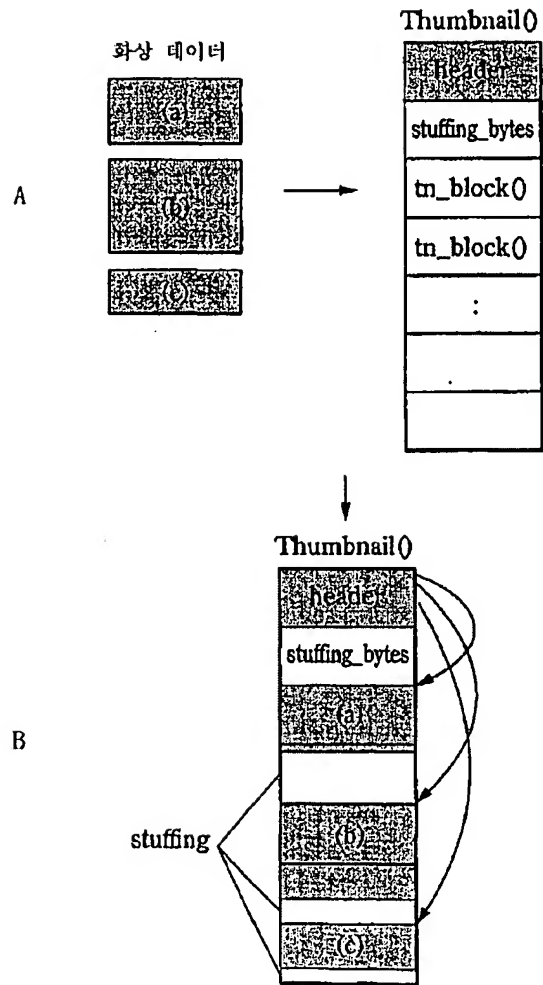 Thumbnail()
화상 데이터
header
(a)
stuffing_bytes
A
(b)
tn_block()
tn_block()
(c)
:
Thumbnail()
header
stuffing_bytes
(a)
B
stuffing
(b)
(c)